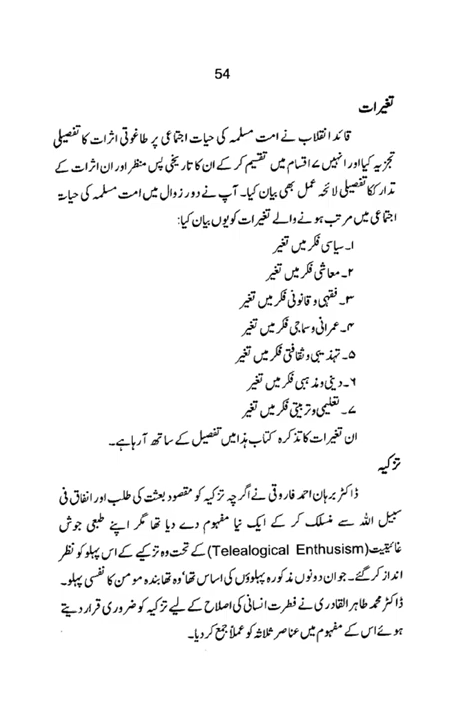 54
تغیرات
قائد انقلاب نے امت مسلمہ کی حیات اجتماعی پر طاغوتی اثرات کا تفصیلی
تجزیہ کیا اور انہیں ۷ اقسام میں تقسیم کر کے ان کا تاریخی پس منظر اور ان اثرات کے
تدارک کا تفصیلی لائحہ عمل بھی بیان کیا۔ آپ نے دور زوال میں امت مسلمہ کی حیات
اجتماعی میں مرتب ہونے والے تغیرات کو یوں بیان کیا:
۱۔ سیاسی فکر میں تغیر
۲۔ معاشی فکر میں تغیر
۳۔ فقہی و قانونی فکر میں تغیر
۴۔ عمرانی و سماجی فکر میں تغیر
۵۔ تہذیبی و ثقافتی فکر میں تغیر
۶۔ دینی و مذہبی فکر میں تغیر
۷۔ تعلیمی و تربیتی فکر میں تغیر
ان تغیرات کا تذکرہ کتاب ہذا میں تفصیل کے ساتھ آ رہا ہے۔
تزکیہ
ڈاکٹر برہان احمد فاروقی نے اگرچہ تزکیہ کو مقصود بعثت کی طلب اور انفاق فی
سبیل اللہ سے منسلک کر کے ایک نیا مفہوم دے دیا تھا مگر اپنے طبعی جوش
غائیت (Telealogical Enthusism) کے تحت وہ تزکیے کے اس پہلو کو نظر
انداز کر گئے۔ جو ان دونوں مذکورہ پہلوؤں کی اساس تھا' وہ تھا بندہ مومن کا نفسی پہلو۔
ڈاکٹر محمد طاہر القادری نے فطرت انسانی کی اصلاح کے لیے تزکیہ کو ضروری قرار دیتے
ہوئے اس کے مفہوم میں عناصر ثلاثہ کو عملاً جمع کر دیا۔